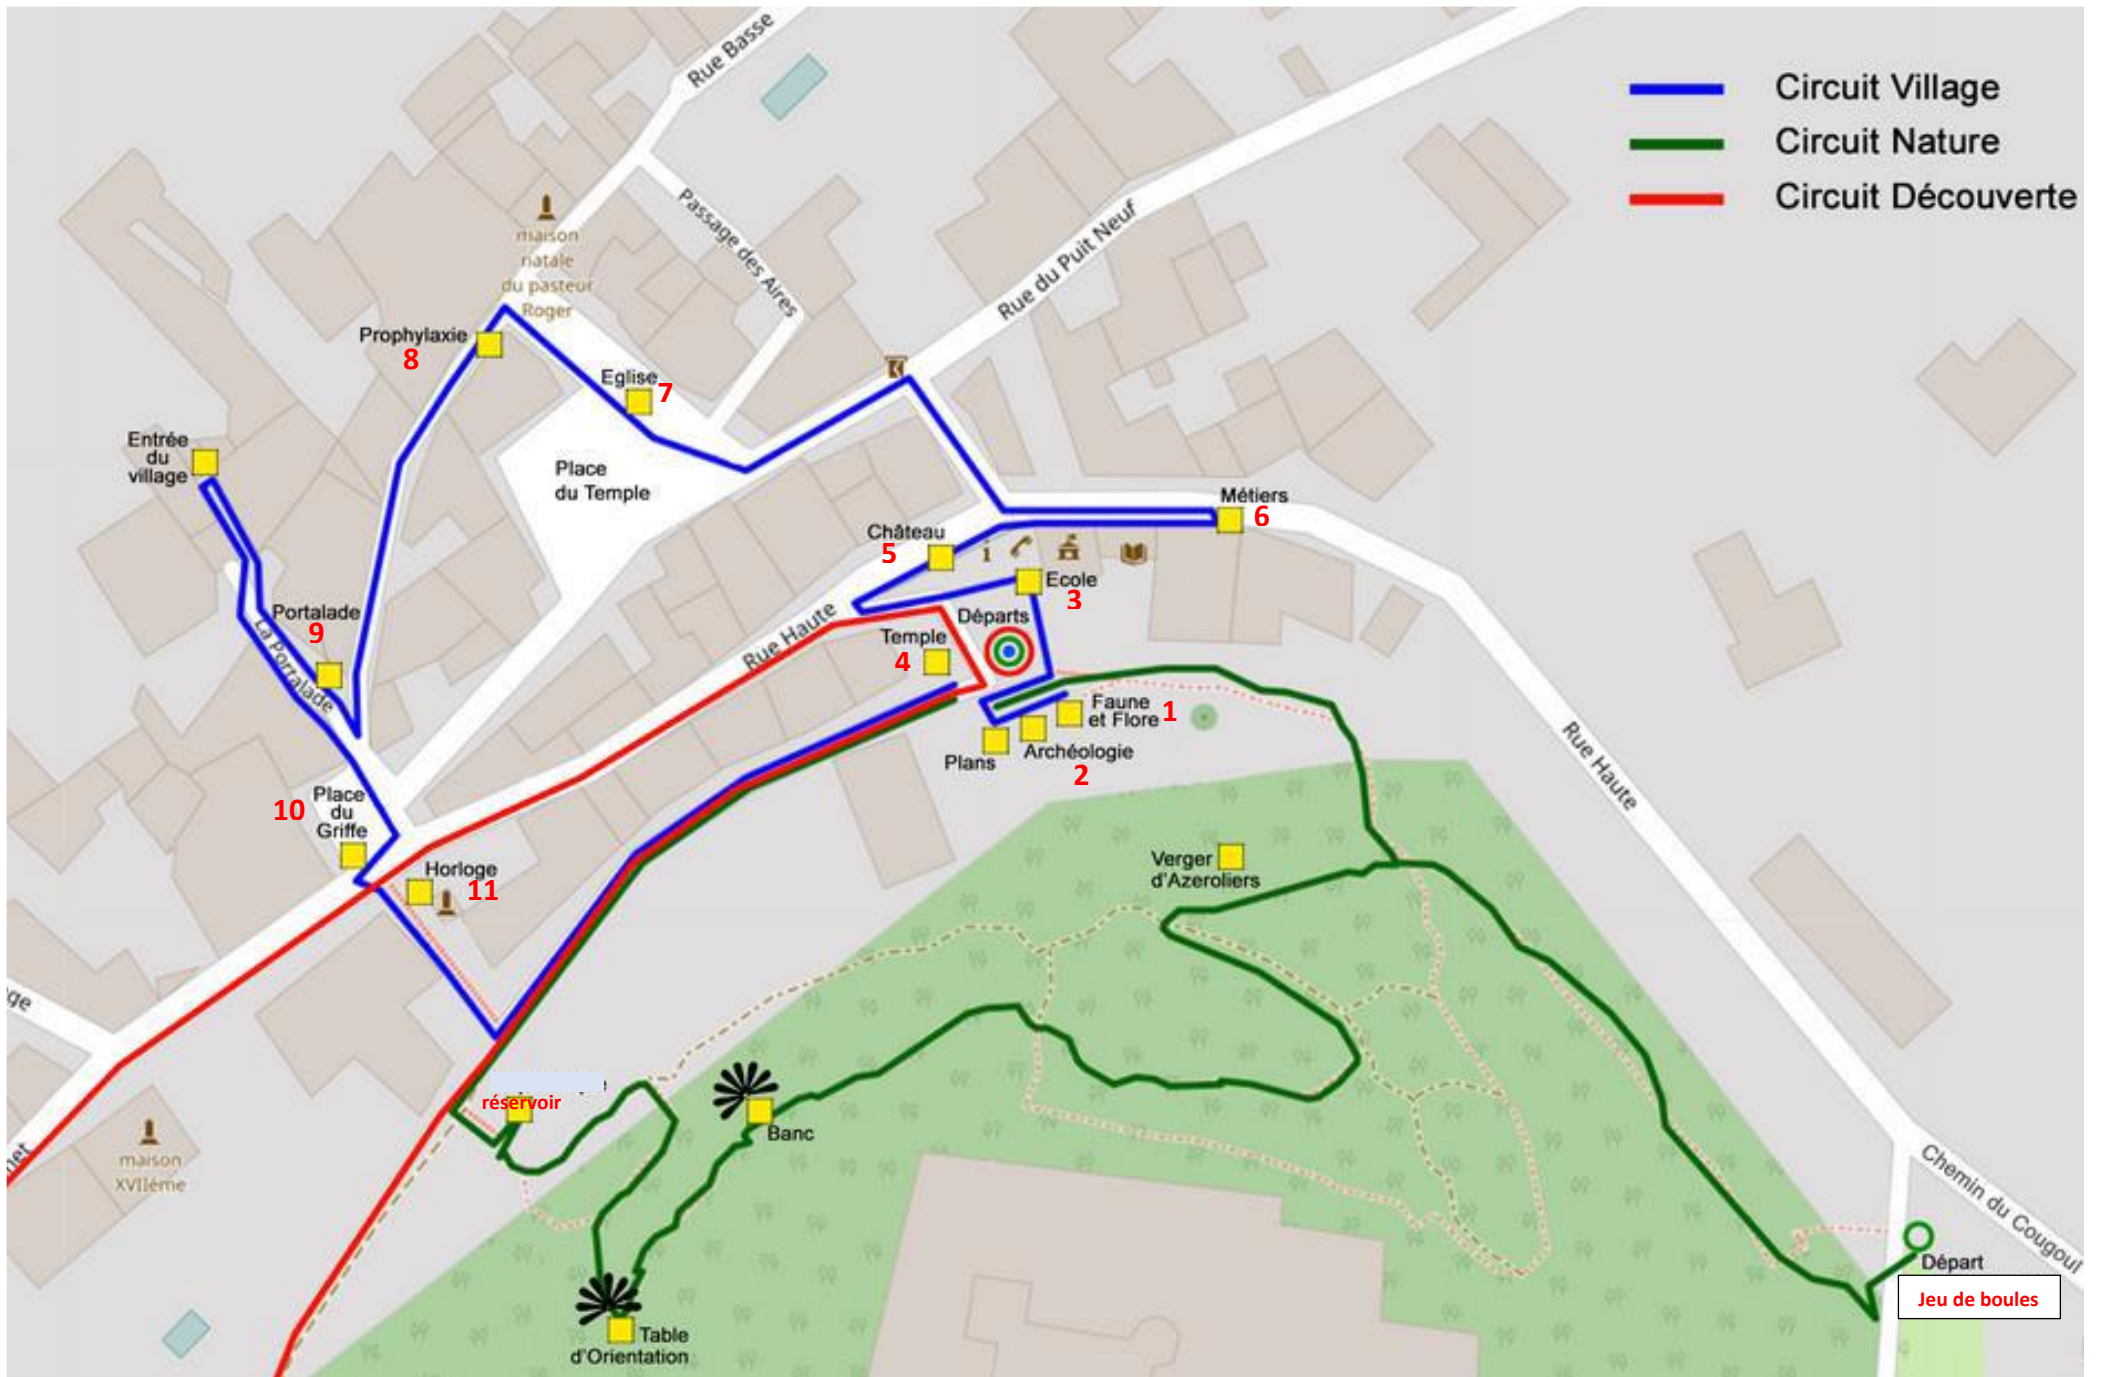 Rue Basse
Circuit Village
Circuit Nature
Circuit Découverte
Passage des Aires
Rue du Puit Neuf
maison
natale
du pasteur
Roger
Prophylaxie
8
Eglise
7
Entrée
du
village
Place
du Temple
Métiers
6
Château
5
i
Ecole
3
Portalade
9
La Portalade
Rue Haute
Départs
Temple
4
Faune
et Flore
1
Archéologie
2
Plans
Rue Haute
10
Place
du
Griffe
Horloge
11
Verger
d'Azeroliers
réservoir
Banc
maison
XVIIéme
Chemin du Cougoul
Départ
Jeu de boules
Table
d'Orientation